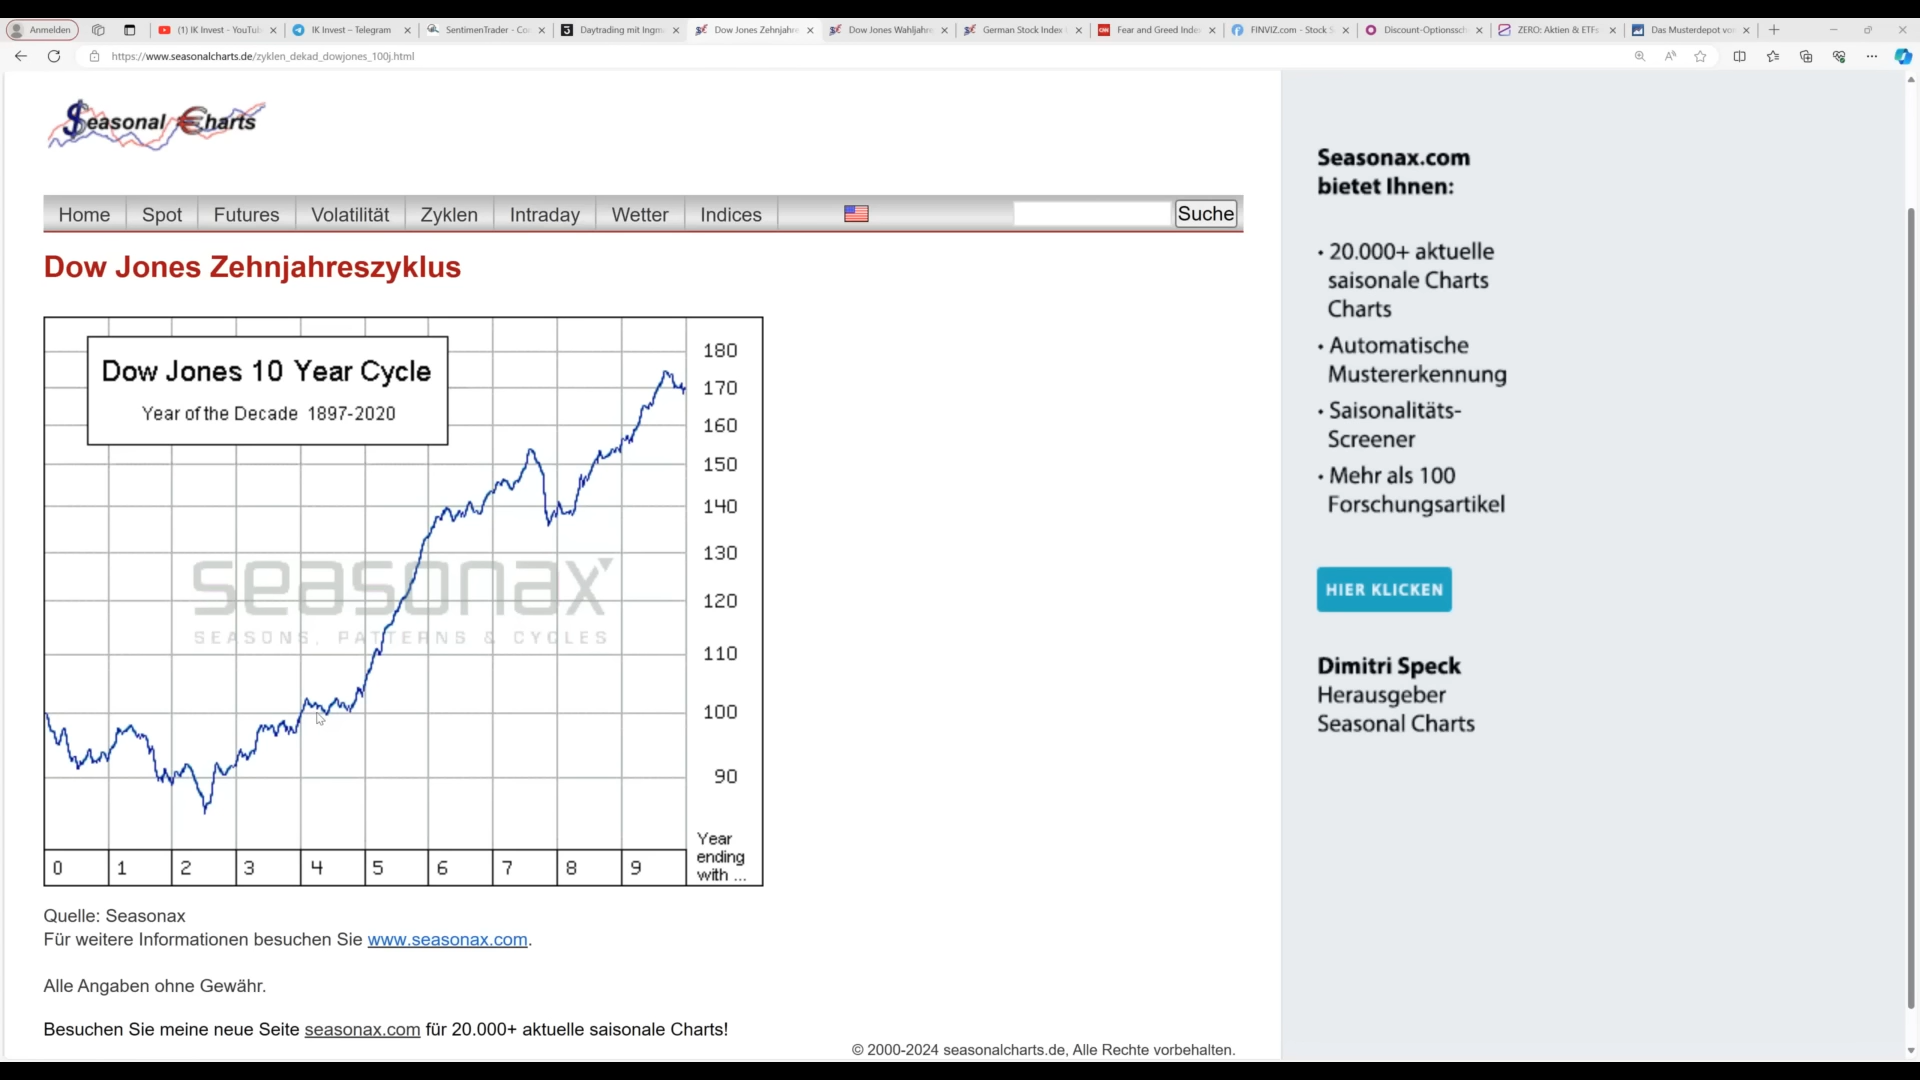 Anmelden
(1) IK Invest - YouTub
IK Invest – Telegram
SentimenTrader - Co
Daytrading mit Ingm
Dow Jones Zehnjahre
Dow Jones Wahljahr
German Stock Index
Fear and Greed Inde
FINVIZ.com - Stock S
Discount-Optionssch
ZERO: Aktien & ETFs
Das Musterdepot vo
https://www.seasonalcharts.de/zyklen_dekad_dowjones_100j.html
$easonal €harts
Home
Spot
Futures
Volatilität
Zyklen
Intraday
Wetter
Indices
Suche
Dow Jones Zehnjahreszyklus
Dow Jones 10 Year Cycle
Year of the Decade 1897-2020
180
170
160
150
140
130
120
110
100
90
seasonax
SEASONS, PATTERNS & CYCLES
0 1 2 3 4 5 6 7 8 9
Year
ending
with ...
Quelle: Seasonax
Für weitere Informationen besuchen Sie www.seasonax.com.
Alle Angaben ohne Gewähr.
Besuchen Sie meine neue Seite seasonax.com für 20.000+ aktuelle saisonale Charts!
© 2000-2024 seasonalcharts.de, Alle Rechte vorbehalten.
Seasonax.com
bietet Ihnen:
• 20.000+ aktuelle
saisonale Charts
Charts
• Automatische
Mustererkennung
• Saisonalitäts-
Screener
• Mehr als 100
Forschungsartikel
HIER KLICKEN
Dimitri Speck
Herausgeber
Seasonal Charts